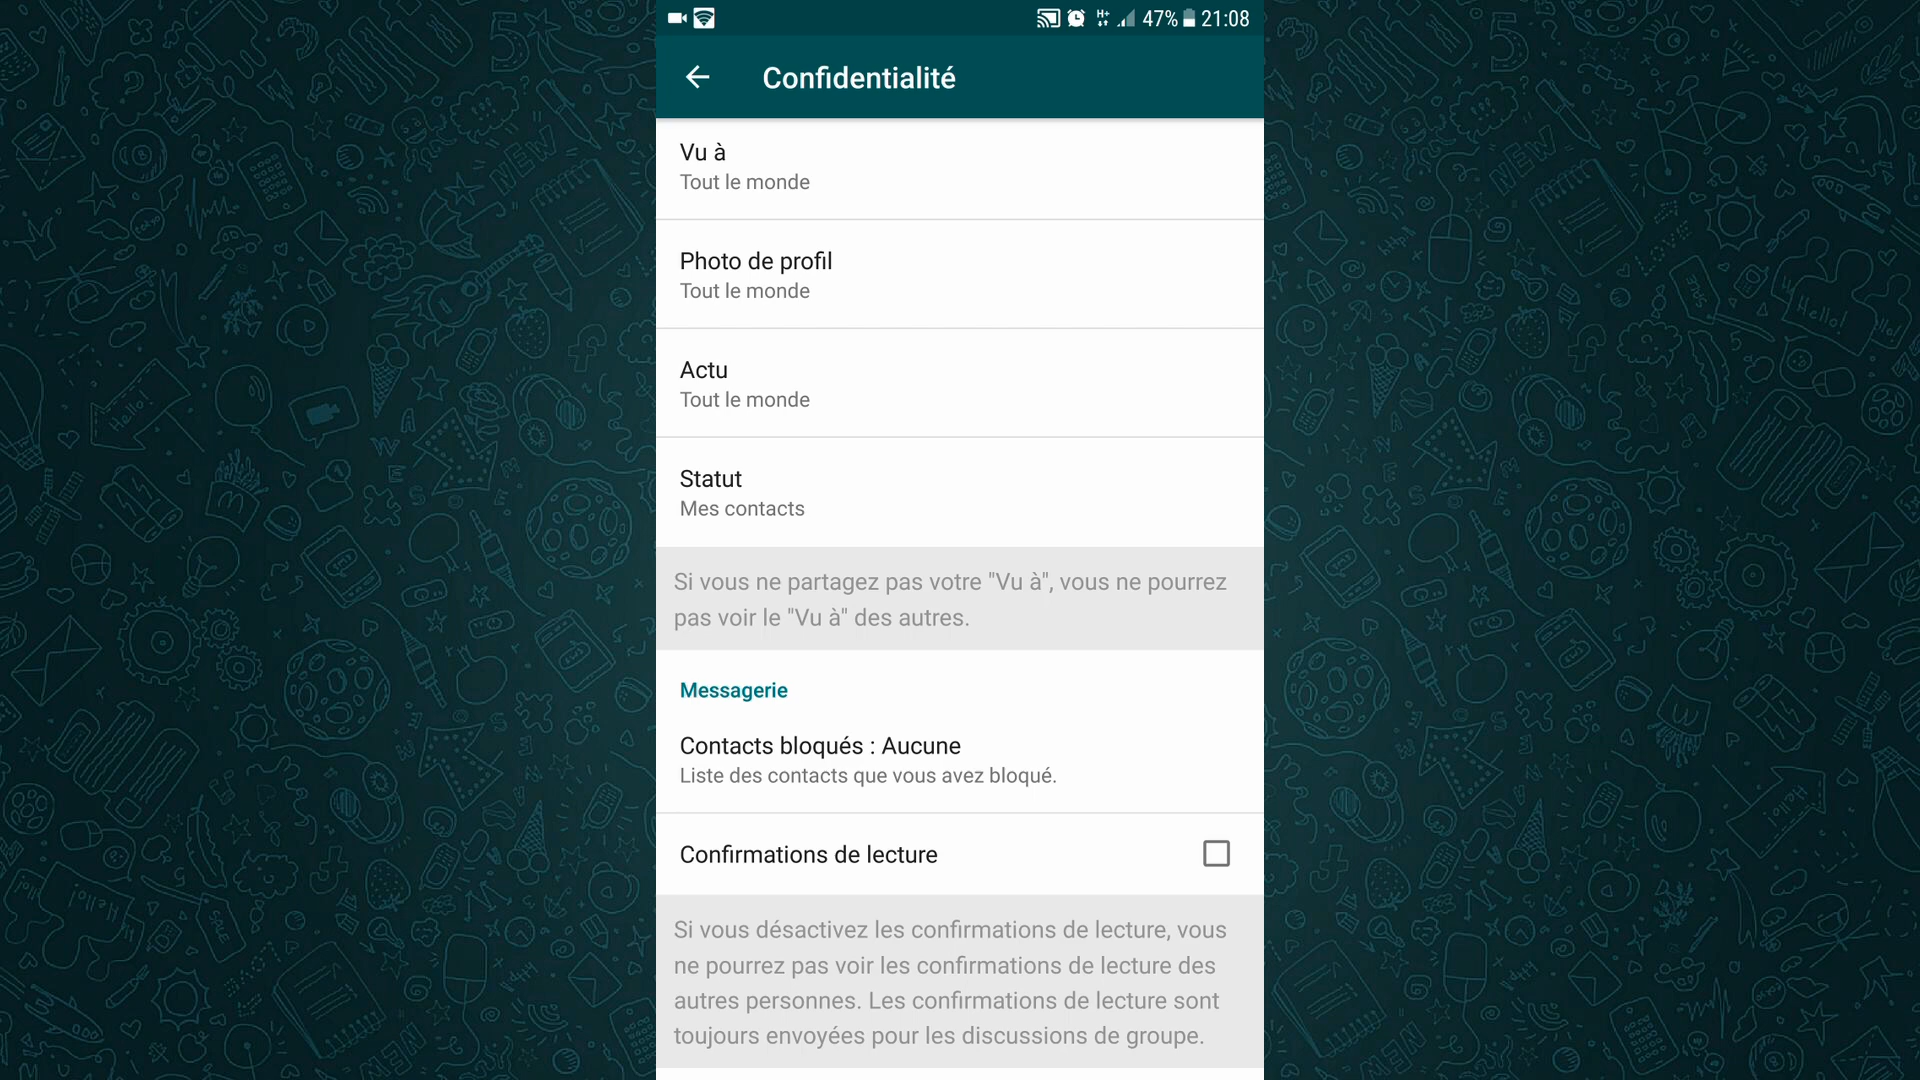 47% 21:08
Confidentialité
Vu à
Tout le monde
Photo de profil
Tout le monde
Actu
Tout le monde
Statut
Mes contacts
Si vous ne partagez pas votre "Vu à", vous ne pourrez
pas voir le "Vu à" des autres.
Messagerie
Contacts bloqués : Aucune
Liste des contacts que vous avez bloqué.
Confirmations de lecture
Si vous désactivez les confirmations de lecture, vous
ne pourrez pas voir les confirmations de lecture des
autres personnes. Les confirmations de lecture sont
toujours envoyées pour les discussions de groupe.